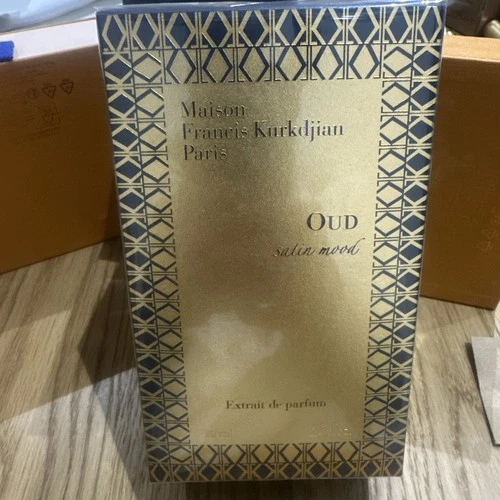 Maison
Francis Kurkdjian
Paris
OUD
satin mood
Extrait de parfum